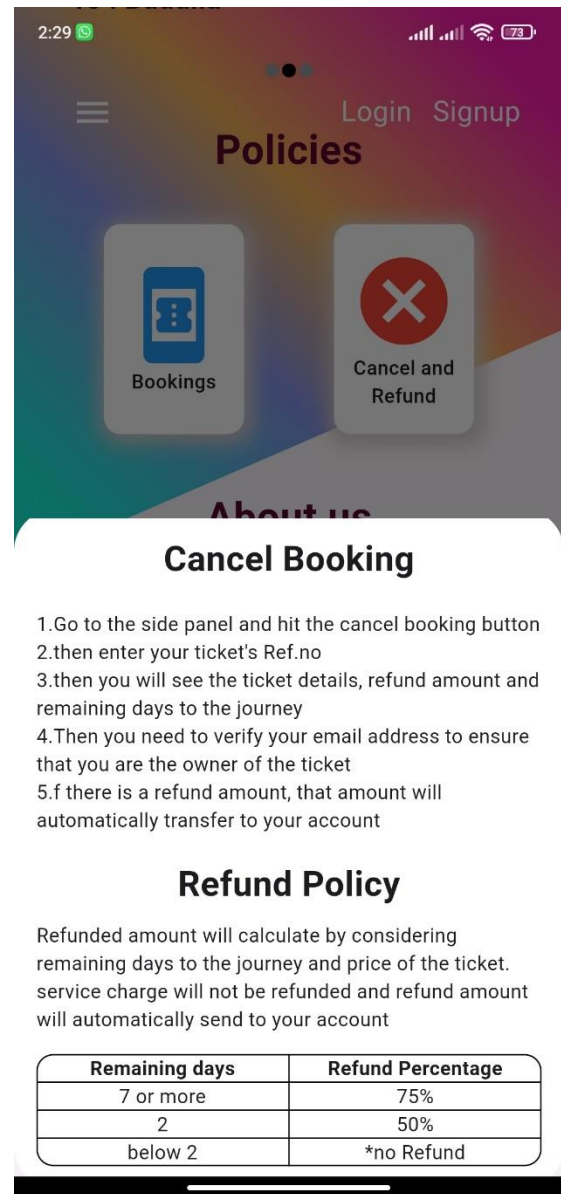 2:29
73
Login Signup
Policies
Bookings
Cancel and
Refund
About us
Cancel Booking
1.Go to the side panel and hit the cancel booking button
2.then enter your ticket's Ref.no
3.then you will see the ticket details, refund amount and
remaining days to the journey
4.Then you need to verify your email address to ensure
that you are the owner of the ticket
5.f there is a refund amount, that amount will
automatically transfer to your account
Refund Policy
Refunded amount will calculate by considering
remaining days to the journey and price of the ticket.
service charge will not be refunded and refund amount
will automatically send to your account
Remaining days Refund Percentage
7 or more 75%
2 50%
below 2 *no Refund